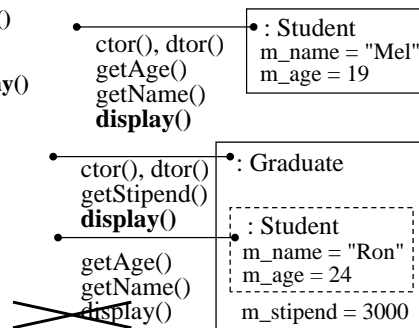 ()
ctor(), dtor()
getAge()
getName()
display()
: Student
m_name = "Mel"
m_age = 19
ay()
ctor(), dtor()
getStipend()
display()
: Graduate
getAge()
getName()
display()
: Student
m_name = "Ron"
m_age = 24
m_stipend = 3000